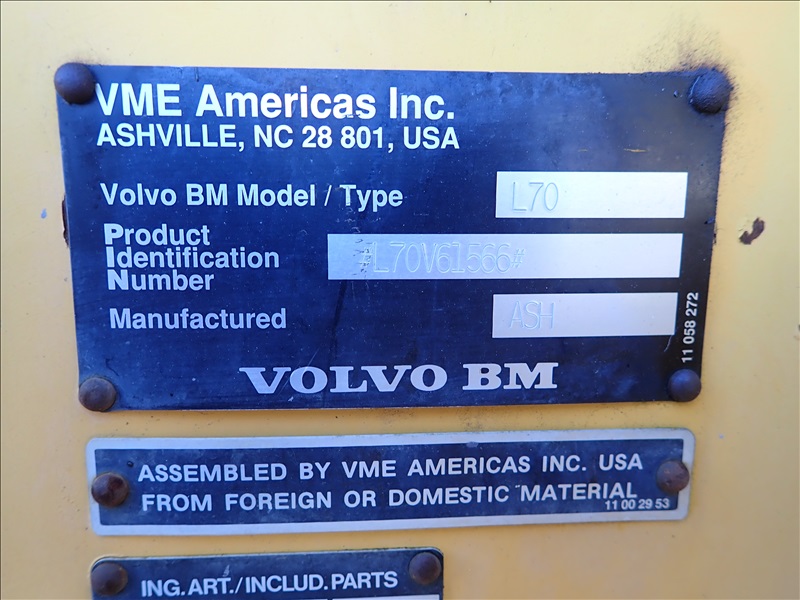 VME Americas Inc.
ASHVILLE, NC 28 801, USA
Volvo BM Model / Type L70
Product
Identification
Number #L70V61566#
Manufactured ASH
11 058 272
VOLVO BM
ASSEMBLED BY VME AMERICAS INC. USA
FROM FOREIGN OR DOMESTIC MATERIAL
11 00 29 53
ING.ART./INCLUD.PARTS